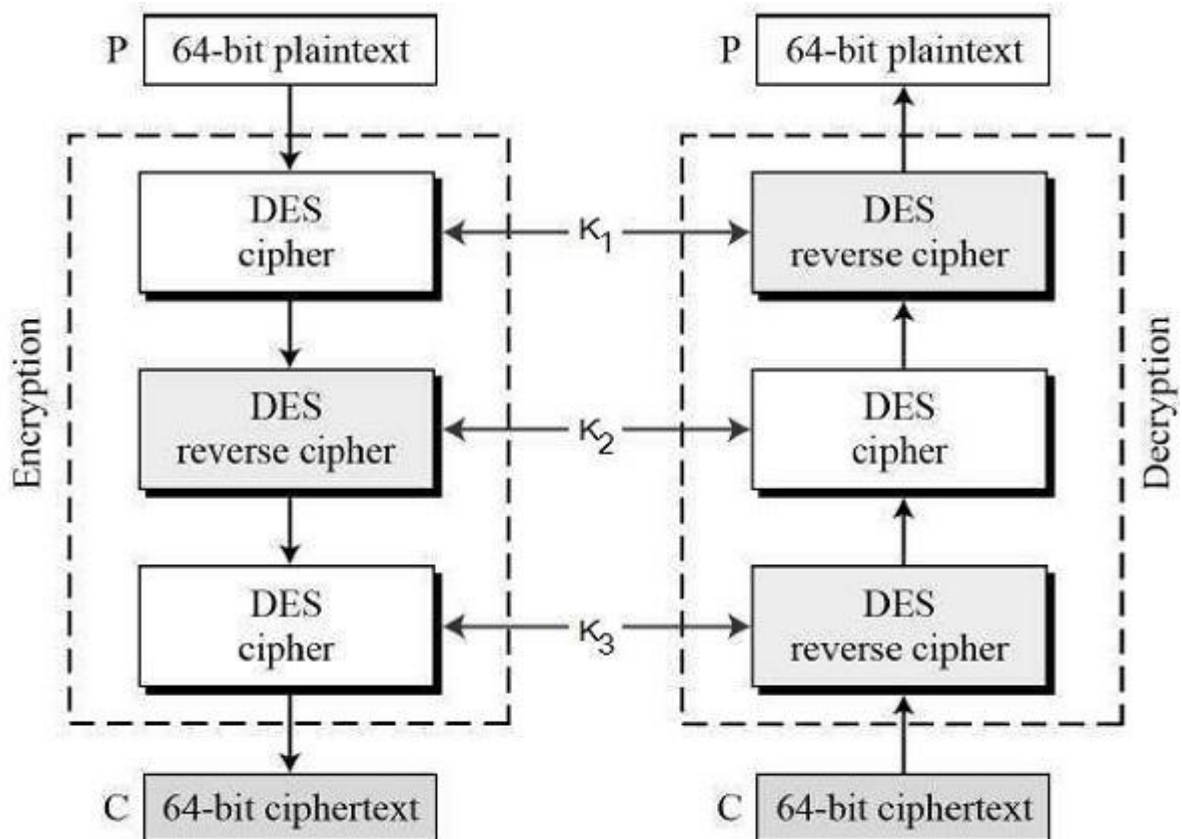 P 64-bit plaintext
P 64-bit plaintext
Encryption
DES
cipher
K1
DES
reverse cipher
DES
reverse cipher
K2
DES
cipher
DES
cipher
K3
DES
reverse cipher
Decryption
C 64-bit ciphertext
C 64-bit ciphertext